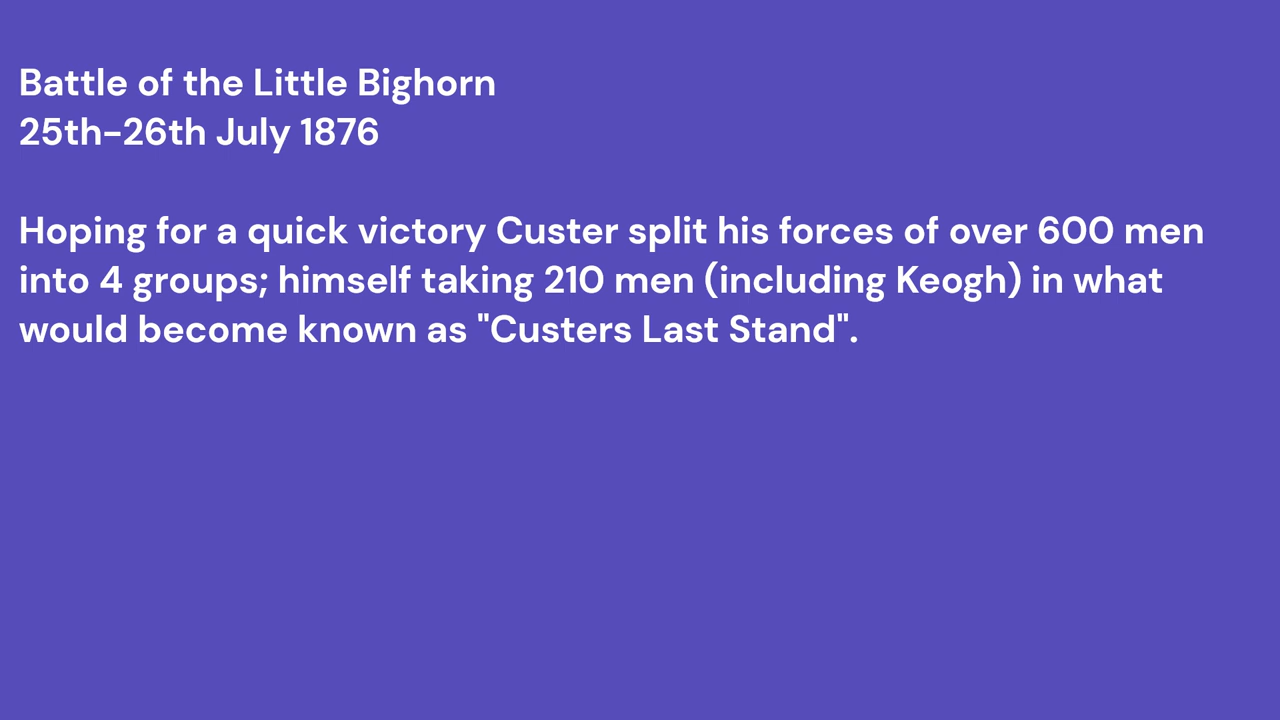 Battle of the Little Bighorn
25th-26th July 1876
Hoping for a quick victory Custer split his forces of over 600 men
into 4 groups; himself taking 210 men (including Keogh) in what
would become known as "Custers Last Stand".